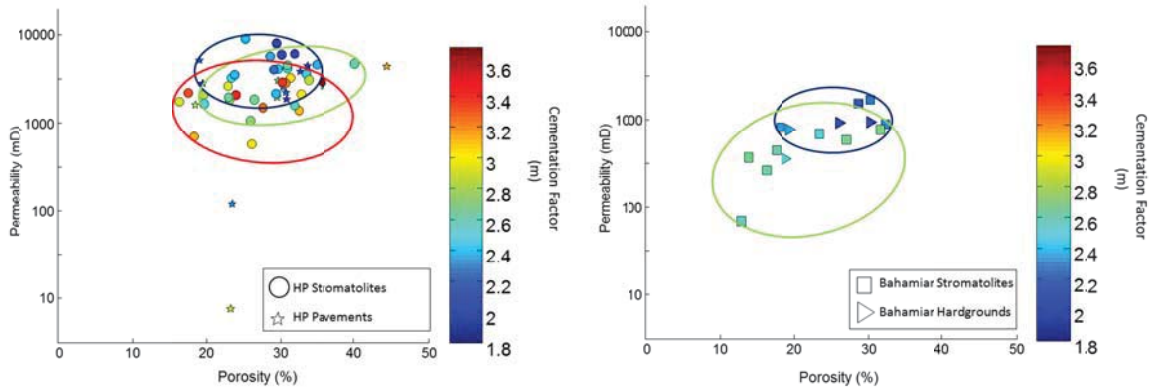 10000
1000
100
10
Permeability (mD)
0 10 20 30 40 50
Porosity (%)
HP Stromatolites
HP Pavements
3.6
3.4
3.2
3
2.8
2.6
2.4
2.2
2
1.8
Cementation Factor
(m)
10000
1000
100
10
Permeability (mD)
0 10 20 30 40 50
Porosity (%)
Bahamiar Stromatolites
Bahamiar Hardgrounds
3.6
3.4
3.2
3
2.8
2.6
2.4
2.2
2
1.8
Cementation Factor
(m)